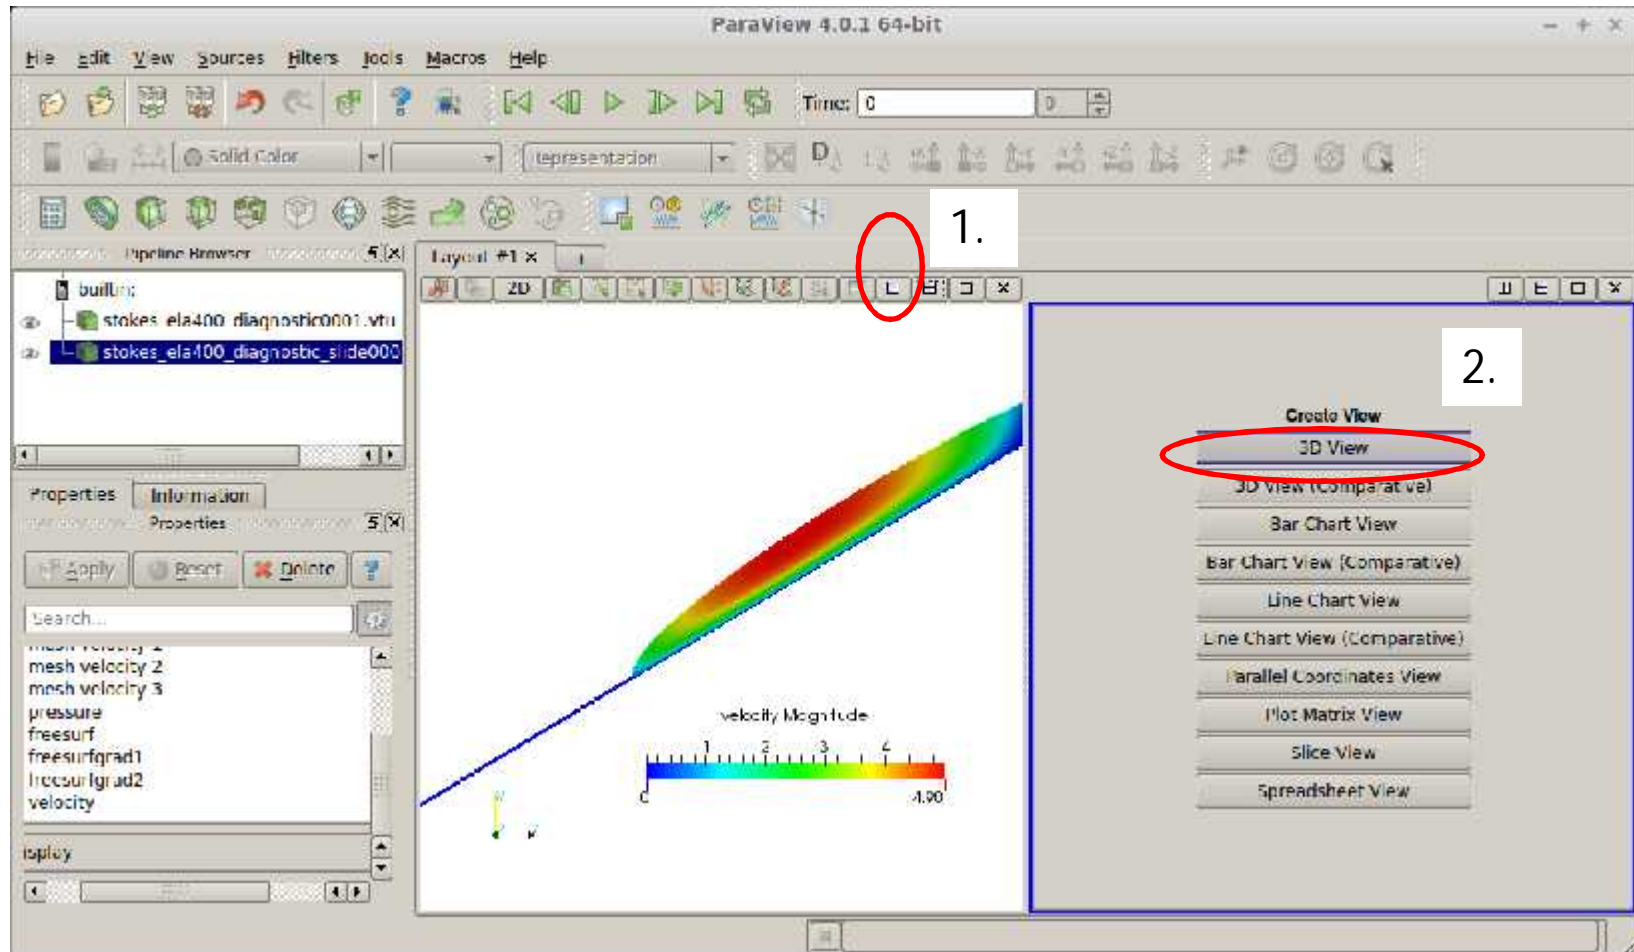 ParaView 4.0.1 64-bit
File Edit View Sources Filters Tools Macros Help
Time: 0 0
Solid Color
representation
1.
Pipeline Browser
Layout #1
2D
builtin:
stokes_ela400_diagnostic0001.vtu
stokes_ela400_diagnostic_slide000
2.
Create View
3D View
3D View (Comparative)
Bar Chart View
Bar Chart View (Comparative)
Line Chart View
Line Chart View (Comparative)
Parallel Coordinates View
Plot Matrix View
Slice View
Spreadsheet View
Properties Information
Properties
Apply Reset Delete ?
Search...
mesh velocity 2
mesh velocity 3
pressure
freesurf
freesurfgrad1
freesurfgrad2
velocity
isplay
velocity Magnitude
1 2 3 4
0 4.90